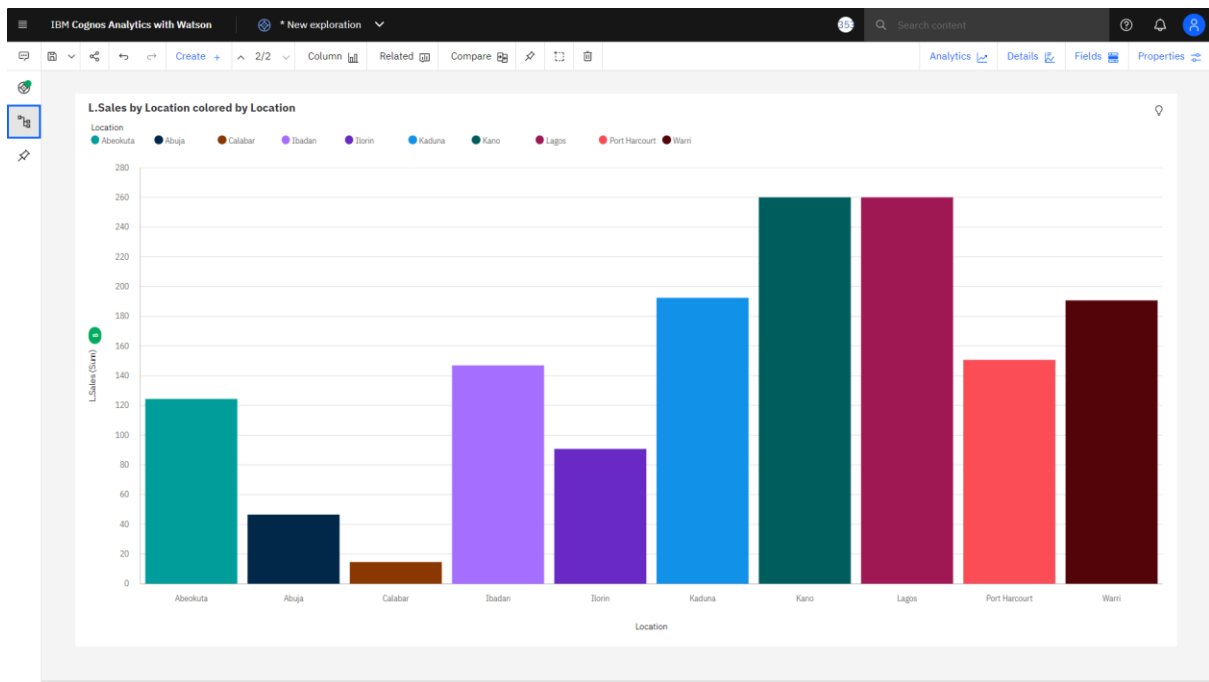 IBM Cognos Analytics with Watson
* New exploration
353
Search content
Create +
2/2
Column
Related
Compare
Analytics
Details
Fields
Properties
L.Sales by Location colored by Location
Location
Abeokuta Abuja Calabar Ibadan Ilorin Kaduna Kano Lagos Port Harcourt Warri
280
260
240
220
200
180
160
140
120
100
80
60
40
20
0
L.Sales (Sum)
Abeokuta Abuja Calabar Ibadan Ilorin Kaduna Kano Lagos Port Harcourt Warri
Location